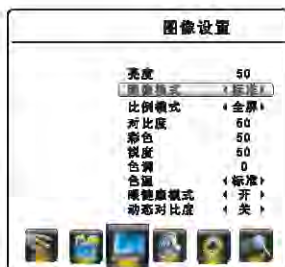 图像设置
亮度 50
图像模式 标准
比例模式 全屏
对比度 50
彩色 50
锐度 50
色调 0
色温 标准
眼健康模式 开
动态对比度 关